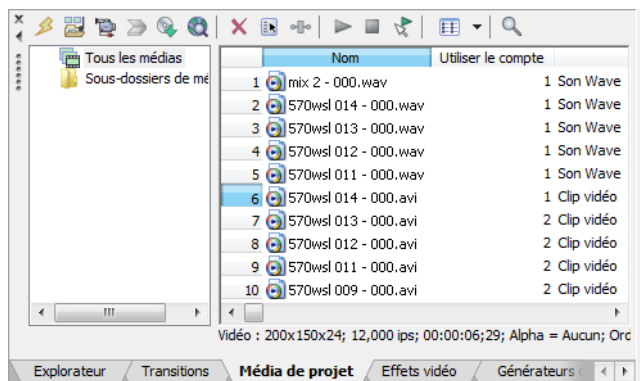 Tous les médias
Sous-dossiers de mé
Nom Utiliser le compte
1 mix 2 - 000.wav 1 Son Wave
2 570wsl 014 - 000.wav 1 Son Wave
3 570wsl 013 - 000.wav 1 Son Wave
4 570wsl 012 - 000.wav 1 Son Wave
5 570wsl 011 - 000.wav 1 Son Wave
6 570wsl 014 - 000.avi 1 Clip vidéo
7 570wsl 013 - 000.avi 2 Clip vidéo
8 570wsl 012 - 000.avi 2 Clip vidéo
9 570wsl 011 - 000.avi 2 Clip vidéo
10 570wsl 009 - 000.avi 2 Clip vidéo
Vidéo : 200x150x24; 12,000 ips; 00:00:06;29; Alpha = Aucun; Ord
Explorateur Transitions Média de projet Effets vidéo Générateurs